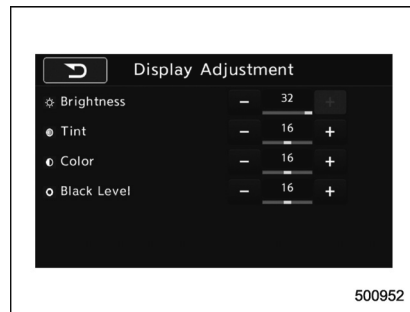 Display Adjustment
Brightness − 32 +
Tint − 16 +
Color − 16 +
Black Level − 16 +
500952